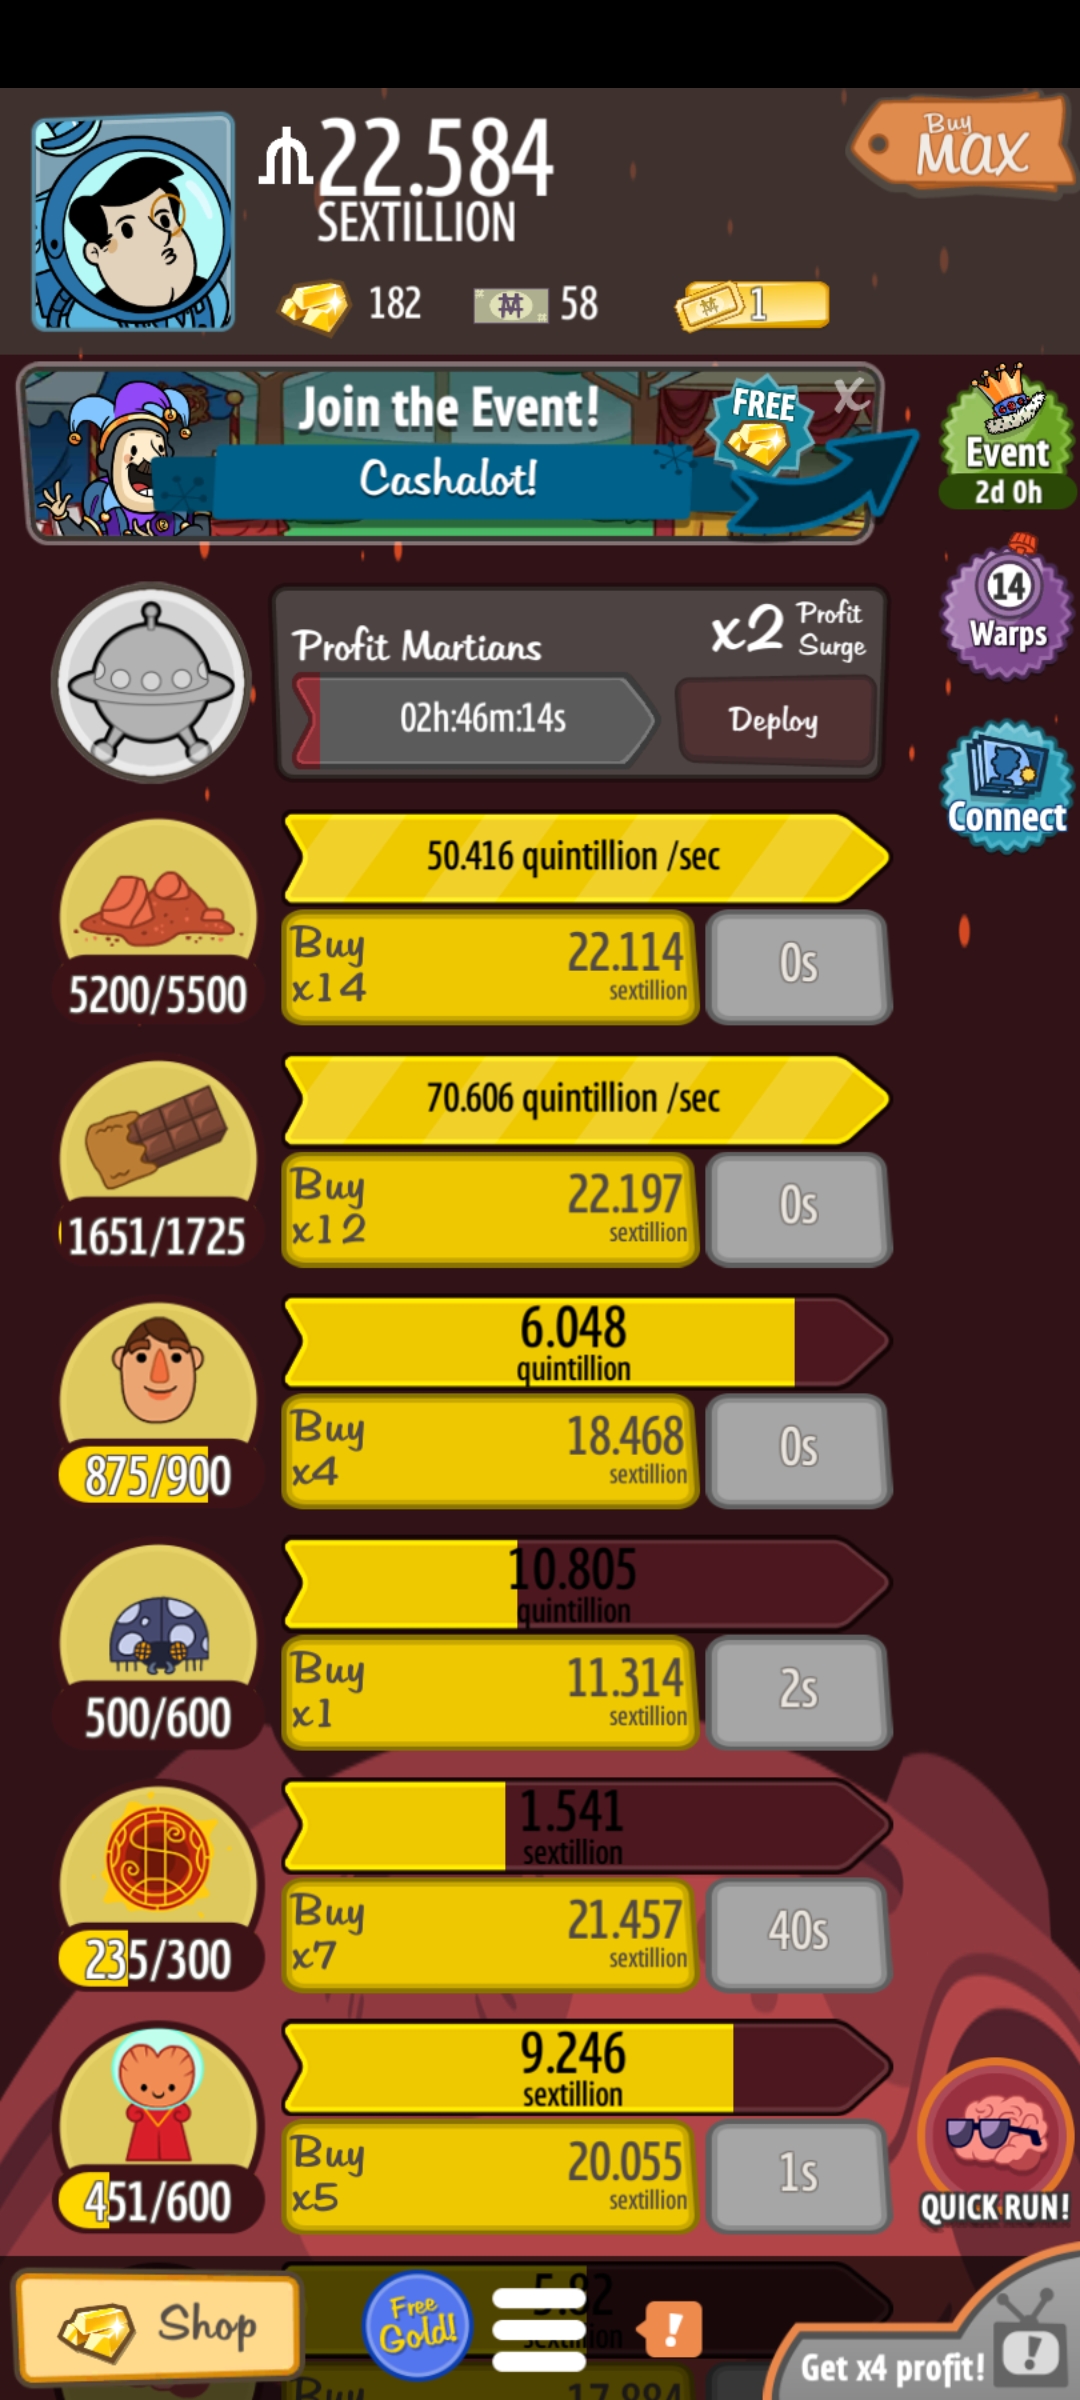 22.584
SEXTILLION
Buy
MAX
182
58
1
Join the Event!
FREE
X
Cashalot!
Event
2d 0h
14
Warps
Connect
Profit Martians
x2 Profit Surge
02h:46m:14s
Deploy
50.416 quintillion /sec
5200/5500
Buy
x14
22.114
sextillion
0s
70.606 quintillion /sec
1651/1725
Buy
x12
22.197
sextillion
0s
6.048
quintillion
875/900
Buy
x4
18.468
sextillion
0s
10.805
quintillion
500/600
Buy
x1
11.314
sextillion
2s
1.541
sextillion
235/300
Buy
x7
21.457
sextillion
40s
9.246
sextillion
451/600
Buy
x5
20.055
sextillion
1s
QUICK RUN!
Shop
Free
Gold!
!
Get x4 profit!
!
Buy
17.884